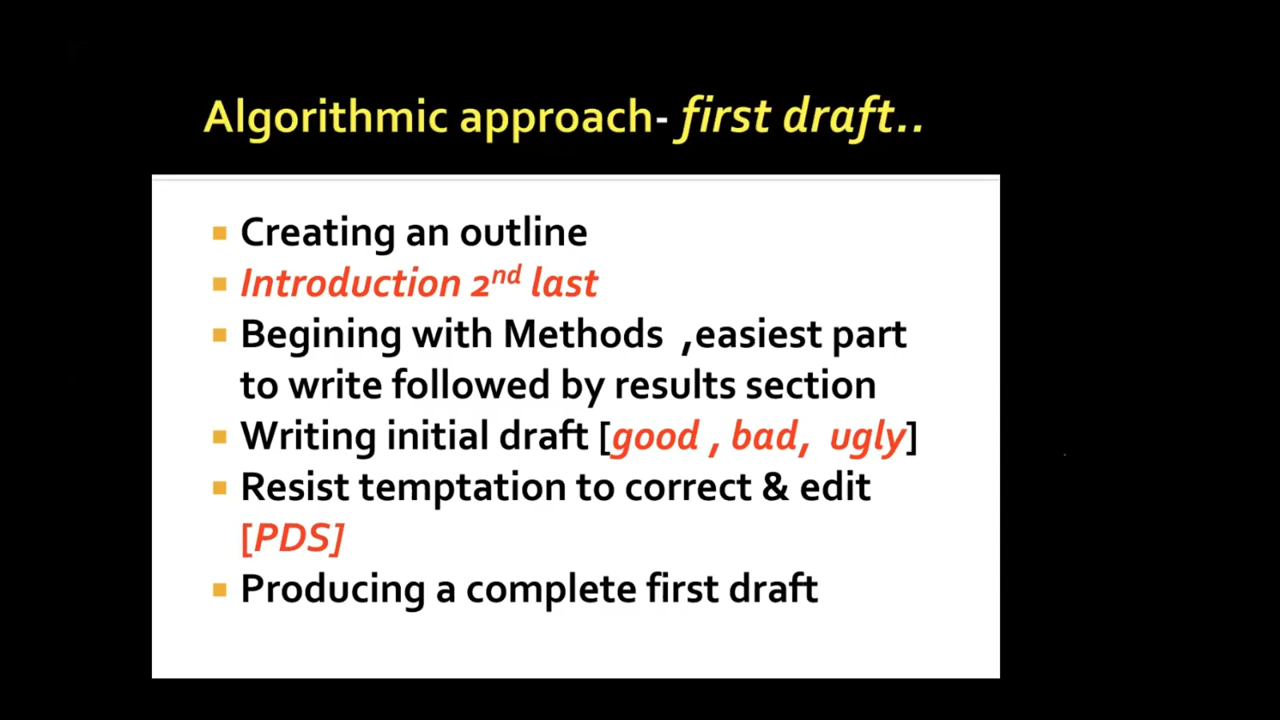 Algorithmic approach- first draft..
Creating an outline
Introduction 2nd last
Begining with Methods ,easiest part
to write followed by results section
Writing initial draft [good , bad, ugly]
Resist temptation to correct & edit
[PDS]
Producing a complete first draft